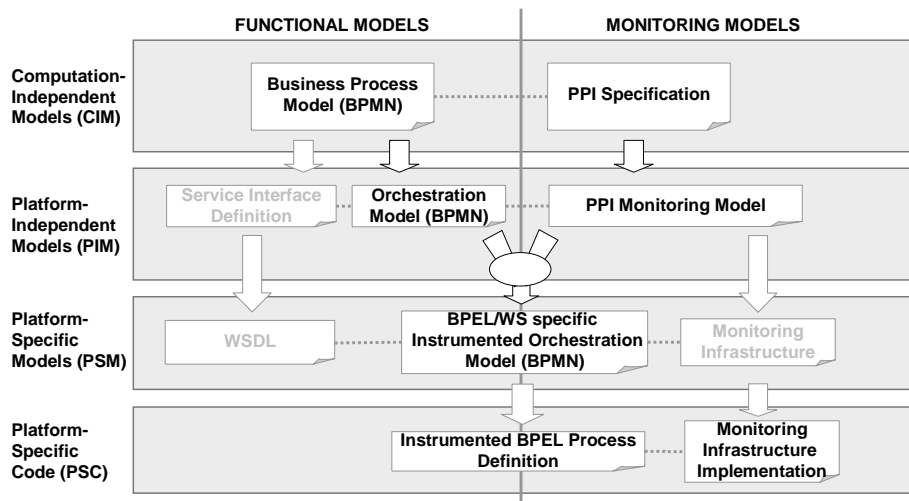 FUNCTIONAL MODELS
MONITORING MODELS
Computation-
Independent
Models (CIM)
Business Process
Model (BPMN)
PPI Specification
Platform-
Independent
Models (PIM)
Service Interface
Definition
Orchestration
Model (BPMN)
PPI Monitoring Model
Platform-
Specific
Models (PSM)
WSDL
BPEL/WS specific
Instrumented Orchestration
Model (BPMN)
Monitoring
Infrastructure
Platform-
Specific
Code (PSC)
Instrumented BPEL Process
Definition
Monitoring
Infrastructure
Implementation